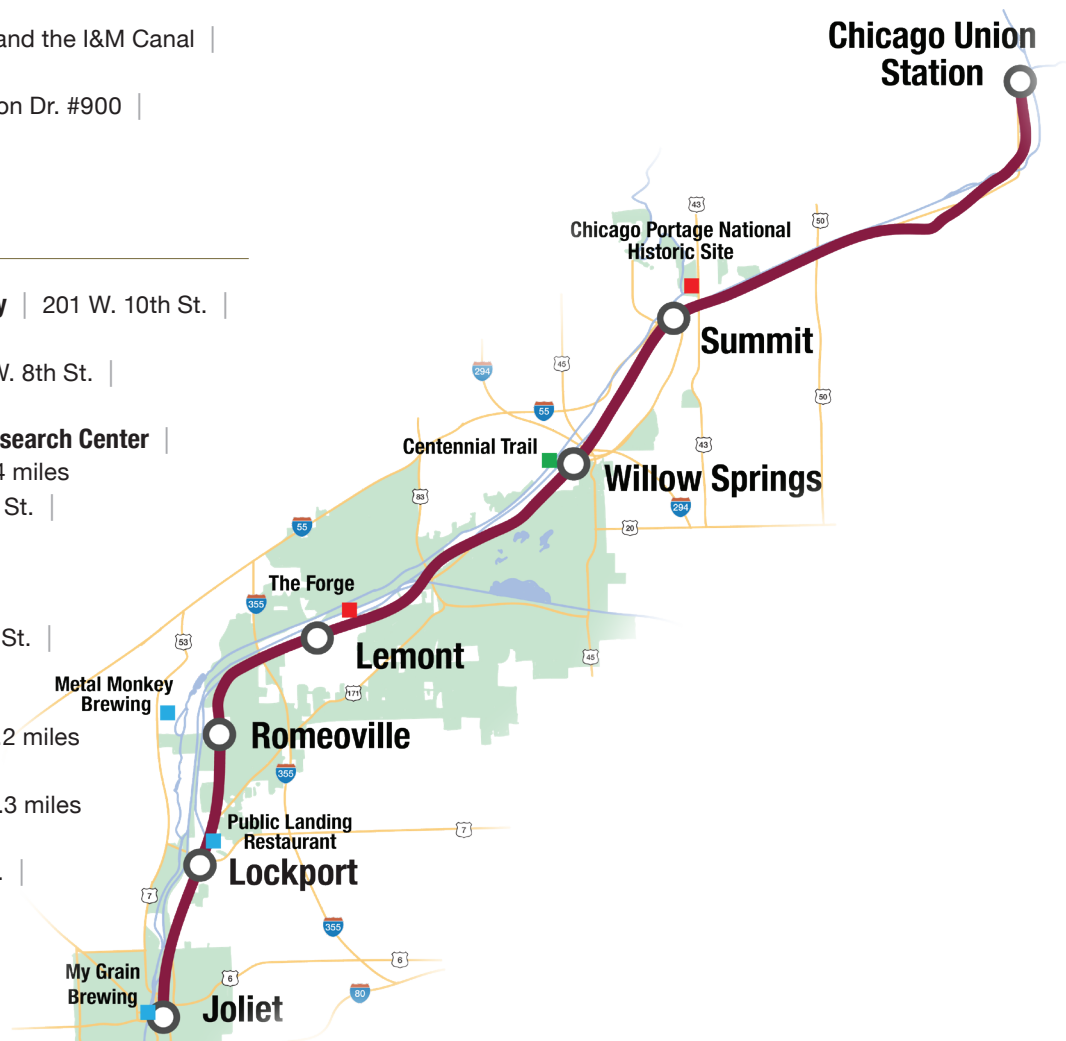 and the I&M Canal |
on Dr. #900 |
y | 201 W. 10th St. |
W. 8th St. |
search Center |
4 miles
St. |
St. |
.2 miles
.3 miles
. |
Chicago Union
Station
43
50
Chicago Portage National
Historic Site
Summit
294
45
55
50
Centennial Trail
43
Willow Springs
83
294
55
20
The Forge
355
53
Lemont
45
171
Metal Monkey
Brewing
Romeoville
355
Public Landing
Restaurant
7
Lockport
7
355
My Grain
Brewing
6
6
80
Joliet